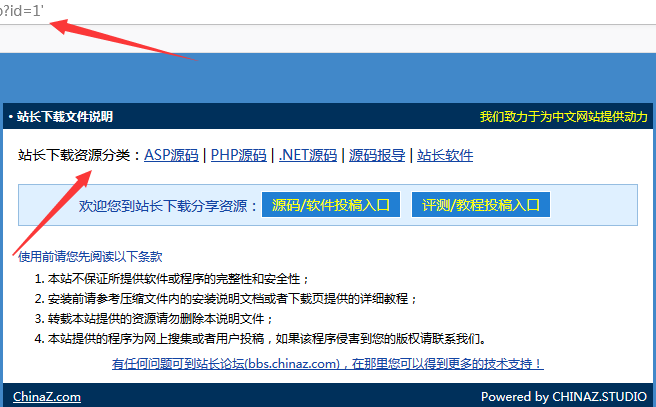 ?id=1'
• 站长下载文件说明 我们致力于为中文网站提供动力
站长下载资源分类：ASP源码 | PHP源码 | .NET源码 | 源码报导 | 站长软件
欢迎您到站长下载分享资源： 源码/软件投稿入口 评测/教程投稿入口
使用前请您先阅读以下条款
1. 本站不保证所提供软件或程序的完整性和安全性；
2. 安装前请参考压缩文件内的安装说明文档或者下载页提供的详细教程；
3. 转载本站提供的资源请勿删除本说明文件；
4. 本站提供的程序为网上搜集或者用户投稿，如果该程序侵害到您的版权请联系我们。
有任何问题可到站长论坛(bbs.chinaz.com)，在那里您可以得到更多的技术支持！
ChinaZ.com Powered by CHINAZ.STUDIO